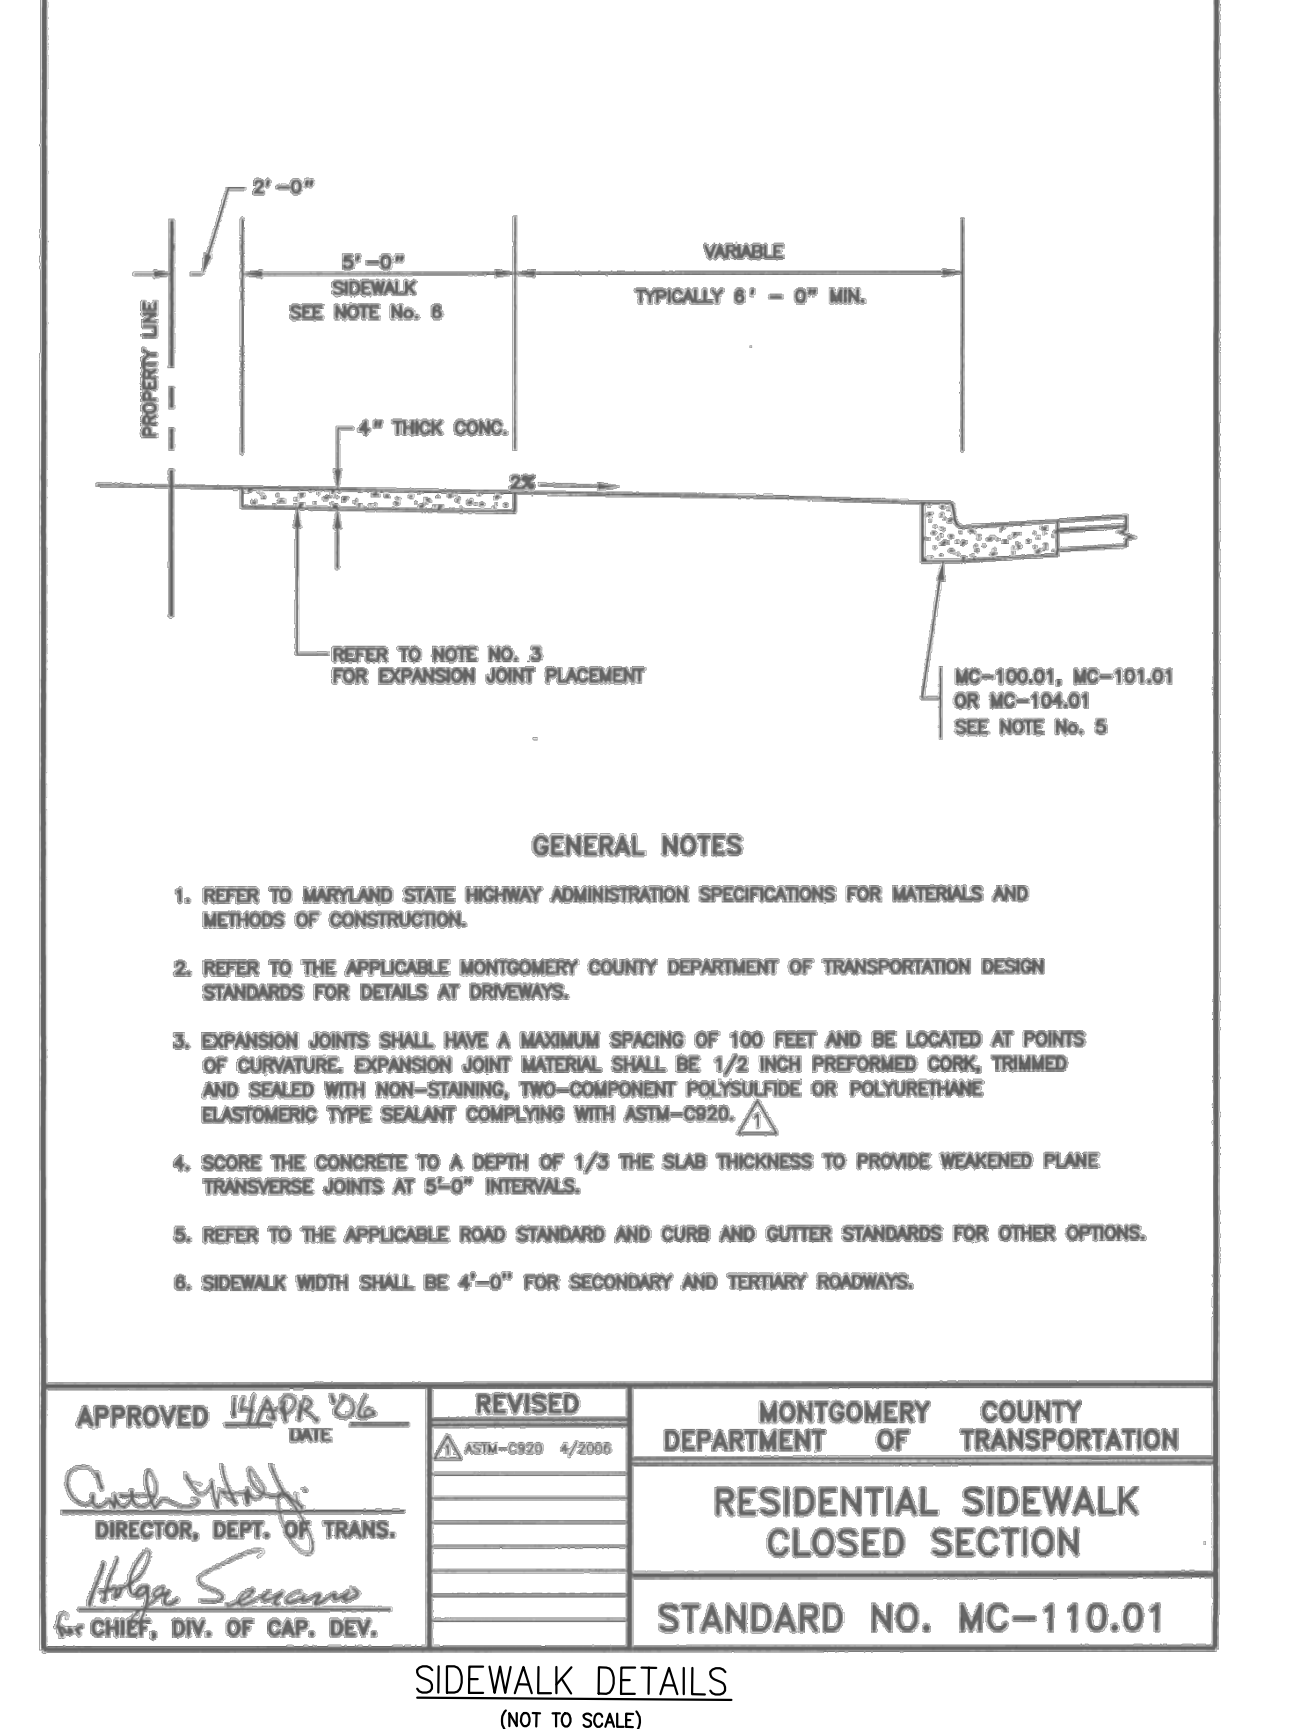 2'-0"
5'-0"
SIDEWALK
SEE NOTE No. 6
VARIABLE
TYPICALLY 6' - 0" MIN.
PROPERTY LINE
4" THICK CONC.
2%
REFER TO NOTE NO. 3
FOR EXPANSION JOINT PLACEMENT
MC-100.01, MC-101.01
OR MC-104.01
SEE NOTE No. 5
GENERAL NOTES
1. REFER TO MARYLAND STATE HIGHWAY ADMINISTRATION SPECIFICATIONS FOR MATERIALS AND
METHODS OF CONSTRUCTION.
2. REFER TO THE APPLICABLE MONTGOMERY COUNTY DEPARTMENT OF TRANSPORTATION DESIGN
STANDARDS FOR DETAILS AT DRIVEWAYS.
3. EXPANSION JOINTS SHALL HAVE A MAXIMUM SPACING OF 100 FEET AND BE LOCATED AT POINTS
OF CURVATURE. EXPANSION JOINT MATERIAL SHALL BE 1/2 INCH PREFORMED CORK, TRIMMED
AND SEALED WITH NON-STAINING, TWO-COMPONENT POLYSULFIDE OR POLYURETHANE
ELASTOMERIC TYPE SEALANT COMPLYING WITH ASTM-C920. 1
4. SCORE THE CONCRETE TO A DEPTH OF 1/3 THE SLAB THICKNESS TO PROVIDE WEAKENED PLANE
TRANSVERSE JOINTS AT 5'-0" INTERVALS.
5. REFER TO THE APPLICABLE ROAD STANDARD AND CURB AND GUTTER STANDARDS FOR OTHER OPTIONS.
6. SIDEWALK WIDTH SHALL BE 4'-0" FOR SECONDARY AND TERTIARY ROADWAYS.
APPROVED 14 APR '06
DATE
DIRECTOR, DEPT. OF TRANS.
Holger Serrano
for CHIEF, DIV. OF CAP. DEV.
REVISED
1 ASTM-C920 4/2006
MONTGOMERY COUNTY
DEPARTMENT OF TRANSPORTATION
RESIDENTIAL SIDEWALK
CLOSED SECTION
STANDARD NO. MC-110.01
SIDEWALK DETAILS
(NOT TO SCALE)